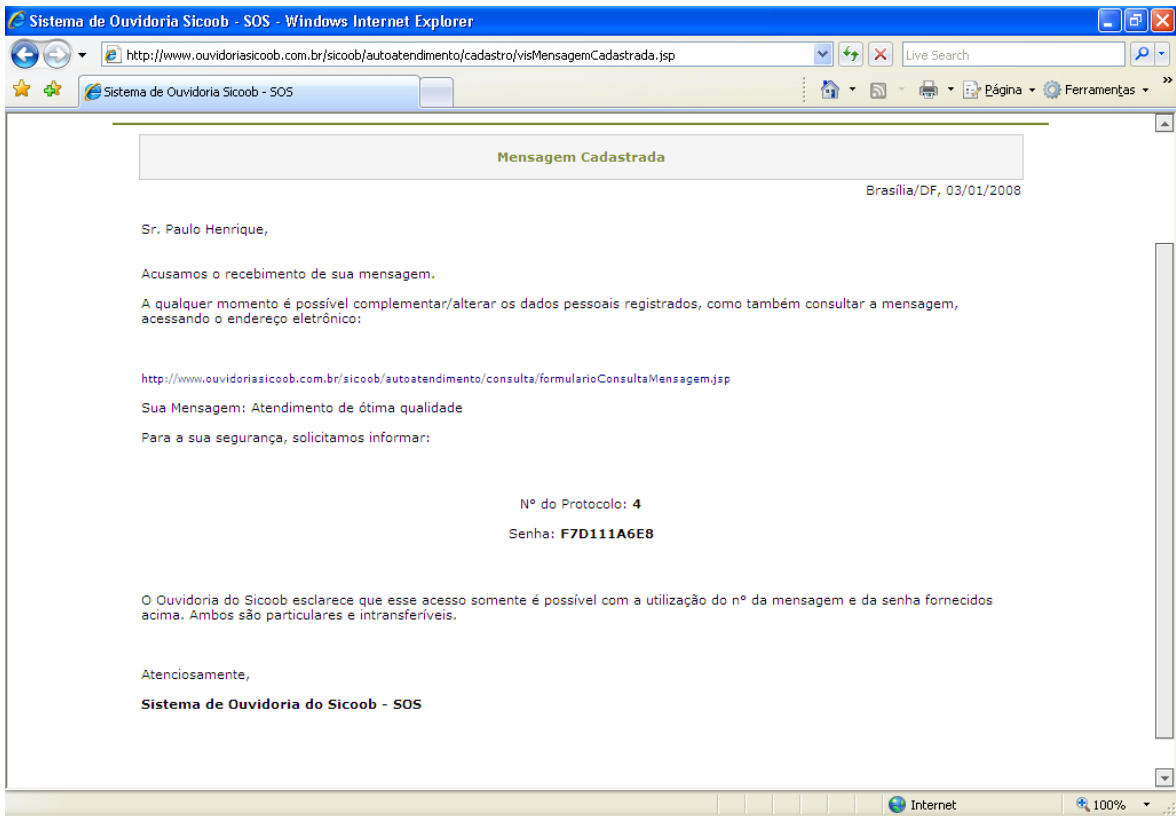 Sistema de Ouvidoria Sicoob - SOS - Windows Internet Explorer
http://www.ouvidoriasicoob.com.br/sicoob/autoatendimento/cadastro/visMensagemCadastrada.jsp
Live Search
Sistema de Ouvidoria Sicoob - SOS
Página
Ferramentas
»
Mensagem Cadastrada
Brasília/DF, 03/01/2008
Sr. Paulo Henrique,
Acusamos o recebimento de sua mensagem.
A qualquer momento é possível complementar/alterar os dados pessoais registrados, como também consultar a mensagem,
acessando o endereço eletrônico:
http://www.ouvidoriasicoob.com.br/sicoob/autoatendimento/consulta/formularioConsultaMensagem.jsp
Sua Mensagem: Atendimento de ótima qualidade
Para a sua segurança, solicitamos informar:
Nº do Protocolo: 4
Senha: F7D111A6E8
O Ouvidoria do Sicoob esclarece que esse acesso somente é possível com a utilização do nº da mensagem e da senha fornecidos
acima. Ambos são particulares e intransferíveis.
Atenciosamente,
Sistema de Ouvidoria do Sicoob - SOS
Internet
100%